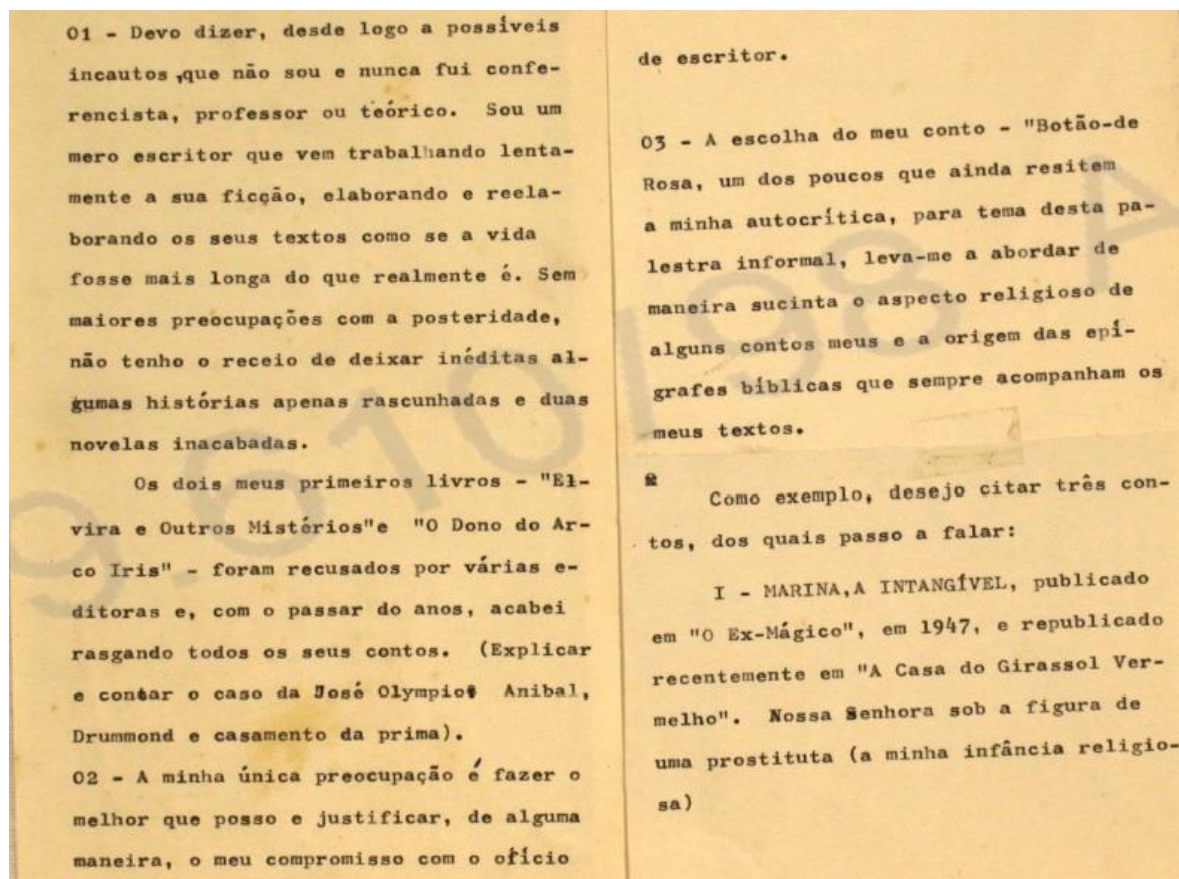 01 - Devo dizer, desde logo a possíveis
incautos,que não sou e nunca fui confe-
rencista, professor ou teórico. Sou um
mero escritor que vem trabalhando lenta-
mente a sua ficção, elaborando e reela-
borando os seus textos como se a vida
fosse mais longa do que realmente é. Sem
maiores preocupações com a posteridade,
não tenho o receio de deixar inéditas al-
gumas histórias apenas rascunhadas e duas
novelas inacabadas.
Os dois meus primeiros livros - "El-
vira e Outros Mistérios"e "O Dono do Ar-
co Iris" - foram recusados por várias e-
ditoras e, com o passar do anos, acabei
rasgando todos os seus contos. (Explicar
e contar o caso da José Olympio: Anibal,
Drummond e casamento da prima).
02 - A minha única preocupação é fazer o
melhor que posso e justificar, de alguma
maneira, o meu compromisso com o ofício
de escritor.
03 - A escolha do meu conto - "Botão-de
Rosa, um dos poucos que ainda resitem
a minha autocrítica, para tema desta pa-
lestra informal, leva-me a abordar de
maneira sucinta o aspecto religioso de
alguns contos meus e a origem das epí-
grafes bíblicas que sempre acompanham os
meus textos.
Como exemplo, desejo citar três con-
tos, dos quais passo a falar:
I - MARINA,A INTANGÍVEL, publicado
em "O Ex-Mágico", em 1947, e republicado
recentemente em "A Casa do Girassol Ver-
melho". Nossa Senhora sob a figura de
uma prostituta (a minha infância religio-
sa)